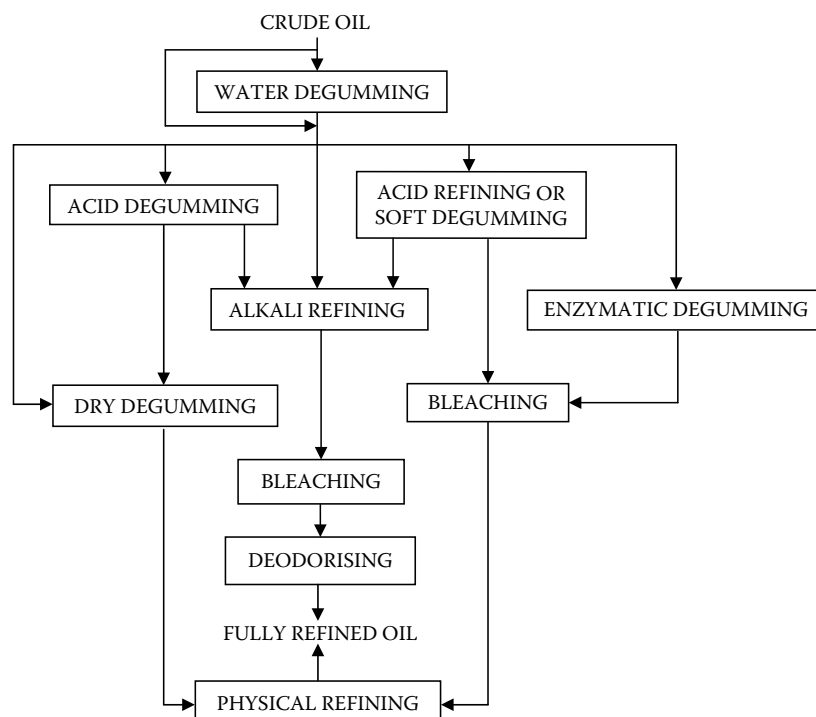 CRUDE OIL
WATER DEGUMMING
ACID DEGUMMING
ACID REFINING OR
SOFT DEGUMMING
ALKALI REFINING
ENZYMATIC DEGUMMING
DRY DEGUMMING
BLEACHING
BLEACHING
DEODORISING
FULLY REFINED OIL
PHYSICAL REFINING